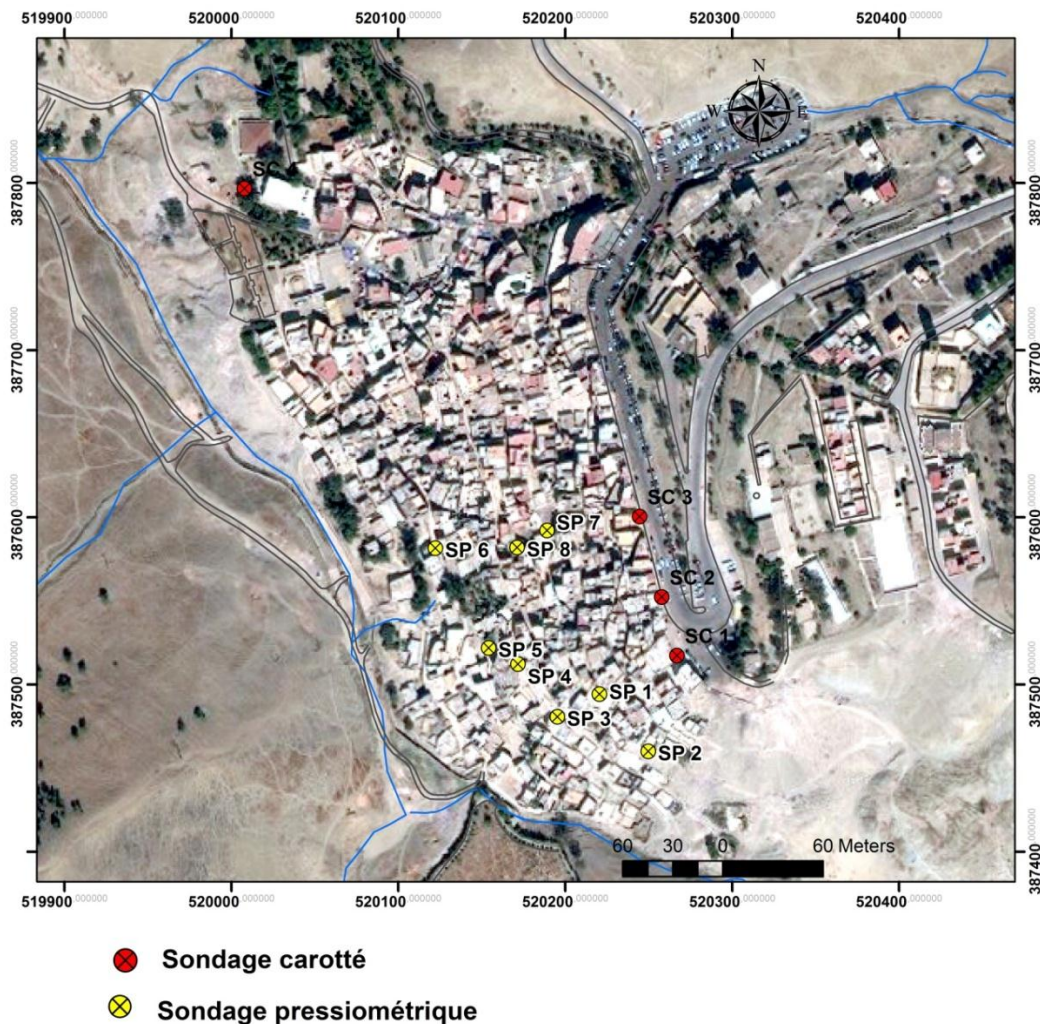 519900.000000 520000.000000 520100.000000 520200.000000 520300.000000 520400.000000
N
W E
387800.000000 387800.000000
SC
387700.000000 387700.000000
SC 3
387600.000000 387600.000000
SP 7
SP 6 SP 8
SC 2
SC 1
SP 5
SP 4
387500.000000 387500.000000
SP 1
SP 3
SP 2
60 30 0 60 Meters
387400.000000
519900.000000 520000.000000 520100.000000 520200.000000 520300.000000 520400.000000
Sondage carotté
Sondage pressiométrique